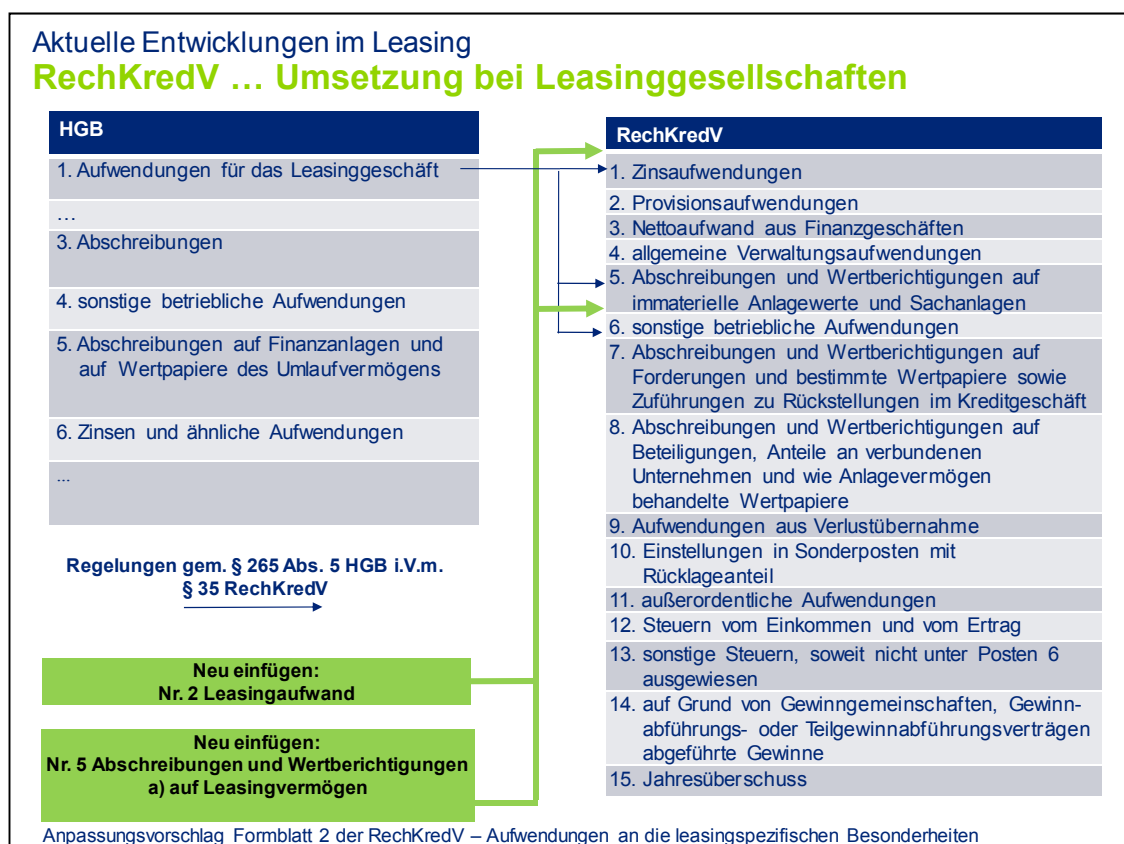 Aktuelle Entwicklungen im Leasing
RechKredV … Umsetzung bei Leasinggesellschaften
HGB
1. Aufwendungen für das Leasinggeschäft
…
3. Abschreibungen
4. sonstige betriebliche Aufwendungen
5. Abschreibungen auf Finanzanlagen und
auf Wertpapiere des Umlaufvermögens
6. Zinsen und ähnliche Aufwendungen
...
Regelungen gem. § 265 Abs. 5 HGB i.V.m.
§ 35 RechKredV
Neu einfügen:
Nr. 2 Leasingaufwand
Neu einfügen:
Nr. 5 Abschreibungen und Wertberichtigungen
a) auf Leasingvermögen
RechKredV
1. Zinsaufwendungen
2. Provisionsaufwendungen
3. Nettoaufwand aus Finanzgeschäften
4. allgemeine Verwaltungsaufwendungen
5. Abschreibungen und Wertberichtigungen auf
immaterielle Anlagewerte und Sachanlagen
6. sonstige betriebliche Aufwendungen
7. Abschreibungen und Wertberichtigungen auf
Forderungen und bestimmte Wertpapiere sowie
Zuführungen zu Rückstellungen im Kreditgeschäft
8. Abschreibungen und Wertberichtigungen auf
Beteiligungen, Anteile an verbundenen
Unternehmen und wie Anlagevermögen
behandelte Wertpapiere
9. Aufwendungen aus Verlustübernahme
10. Einstellungen in Sonderposten mit
Rücklageanteil
11. außerordentliche Aufwendungen
12. Steuern vom Einkommen und vom Ertrag
13. sonstige Steuern, soweit nicht unter Posten 6
ausgewiesen
14. auf Grund von Gewinngemeinschaften, Gewinn-
abführungs- oder Teilgewinnabführungsverträgen
abgeführte Gewinne
15. Jahresüberschuss
Anpassungsvorschlag Formblatt 2 der RechKredV – Aufwendungen an die leasingspezifischen Besonderheiten